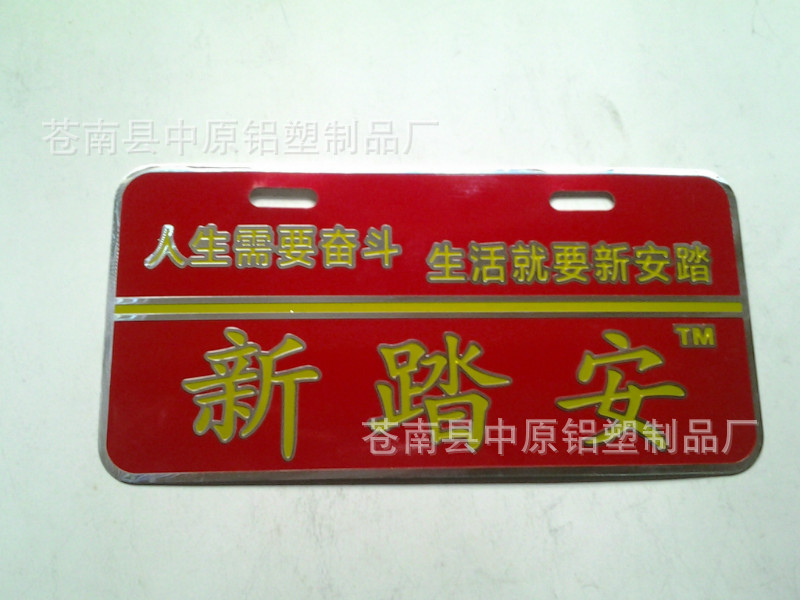 苍南县中原铝塑制品厂
人生需要奋斗 生活就要新安踏
新踏安™
苍南县中原铝塑制品厂